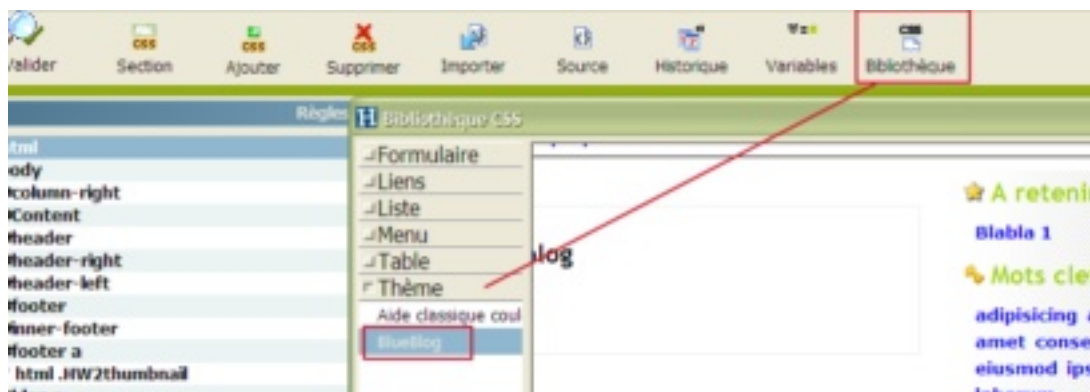 Valider Section Ajouter Supprimer Importer Source Historique Variables Bibliothèque
Règles
html
body
#column-right
#Content
#header
#header-right
#header-left
#footer
#inner-footer
#footer a
html .HW2thumbnail
Bibliothèque CSS
Formulaire
Liens
Liste
Menu
Table
Thème
Aide classique coul
BlueBlog
log
A retenir
Blabla 1
Mots cle
adipisicing a
amet conse
eiusmod ips